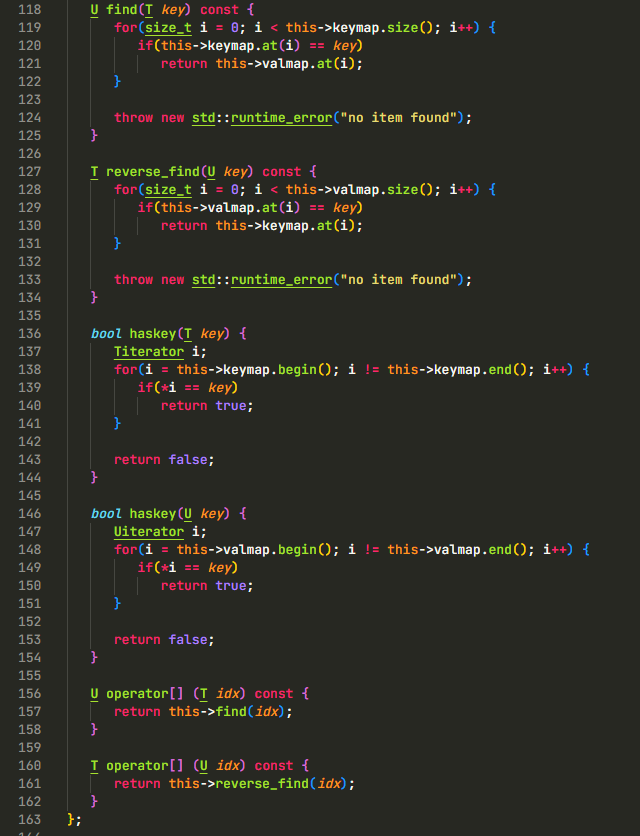 118 U find(T key) const {
119 for(size_t i = 0; i < this->keymap.size(); i++) {
120 if(this->keymap.at(i) == key)
121 return this->valmap.at(i);
122 }
123
124 throw new std::runtime_error("no item found");
125 }
126
127 T reverse_find(U key) const {
128 for(size_t i = 0; i < this->valmap.size(); i++) {
129 if(this->valmap.at(i) == key)
130 return this->keymap.at(i);
131 }
132
133 throw new std::runtime_error("no item found");
134 }
135
136 bool haskey(T key) {
137 Titerator i;
138 for(i = this->keymap.begin(); i != this->keymap.end(); i++) {
139 if(*i == key)
140 return true;
141 }
142
143 return false;
144 }
145
146 bool haskey(U key) {
147 Uiterator i;
148 for(i = this->valmap.begin(); i != this->valmap.end(); i++) {
149 if(*i == key)
150 return true;
151 }
152
153 return false;
154 }
155
156 U operator[] (T idx) const {
157 return this->find(idx);
158 }
159
160 T operator[] (U idx) const {
161 return this->reverse_find(idx);
162 }
163 };